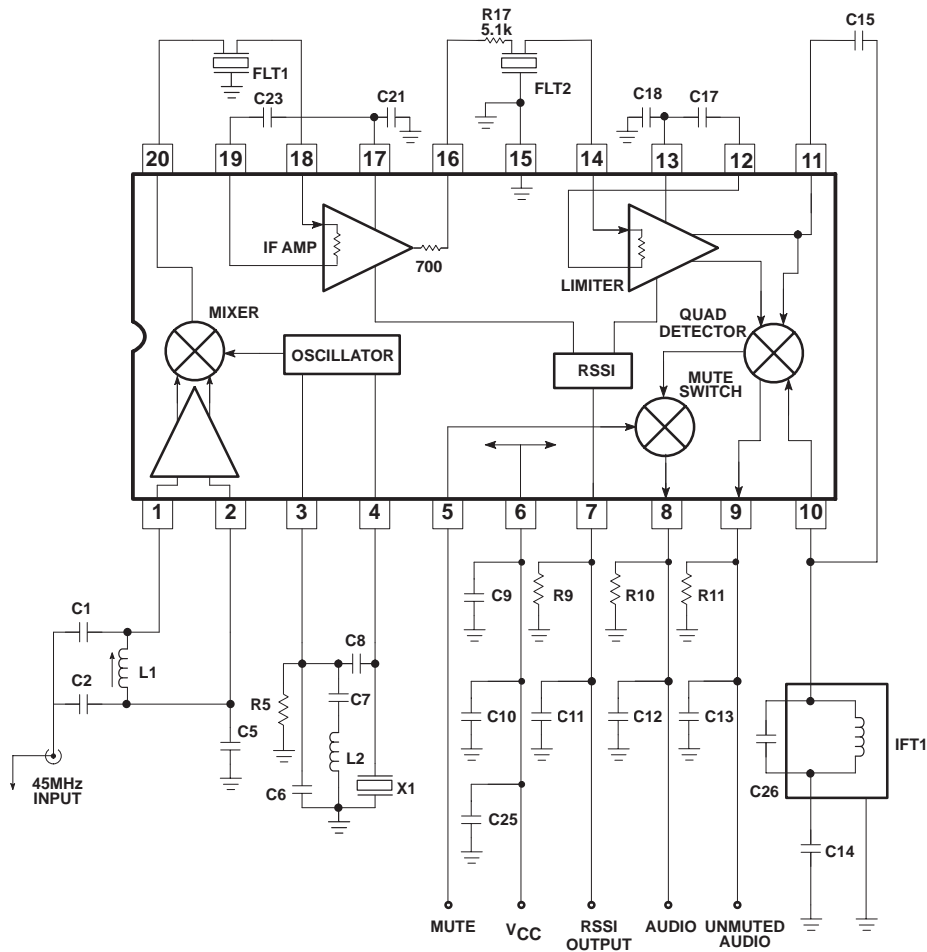 R17
5.1k
C15
FLT1
FLT2
C23
C21
C18
C17
20
19
18
17
16
15
14
13
12
11
IF AMP
700
LIMITER
MIXER
OSCILLATOR
RSSI
QUAD
DETECTOR
MUTE
SWITCH
1
2
3
4
5
6
7
8
9
10
C9
R9
R10
R11
C1
C2
L1
C8
R5
C7
C5
L2
C6
X1
C10
C11
C12
C13
IFT1
C26
C25
C14
45MHz
INPUT
MUTE
VCC
RSSI
OUTPUT
AUDIO
UNMUTED
AUDIO